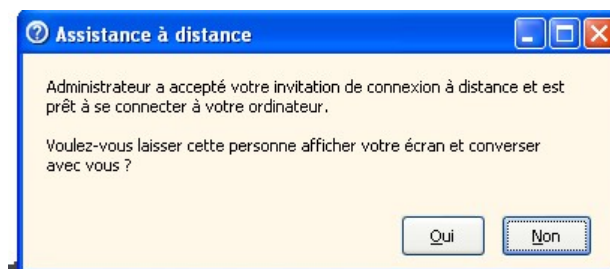 Assistance à distance
Administrateur a accepté votre invitation de connexion à distance et est
prêt à se connecter à votre ordinateur.
Voulez-vous laisser cette personne afficher votre écran et converser
avec vous ?
Oui Non